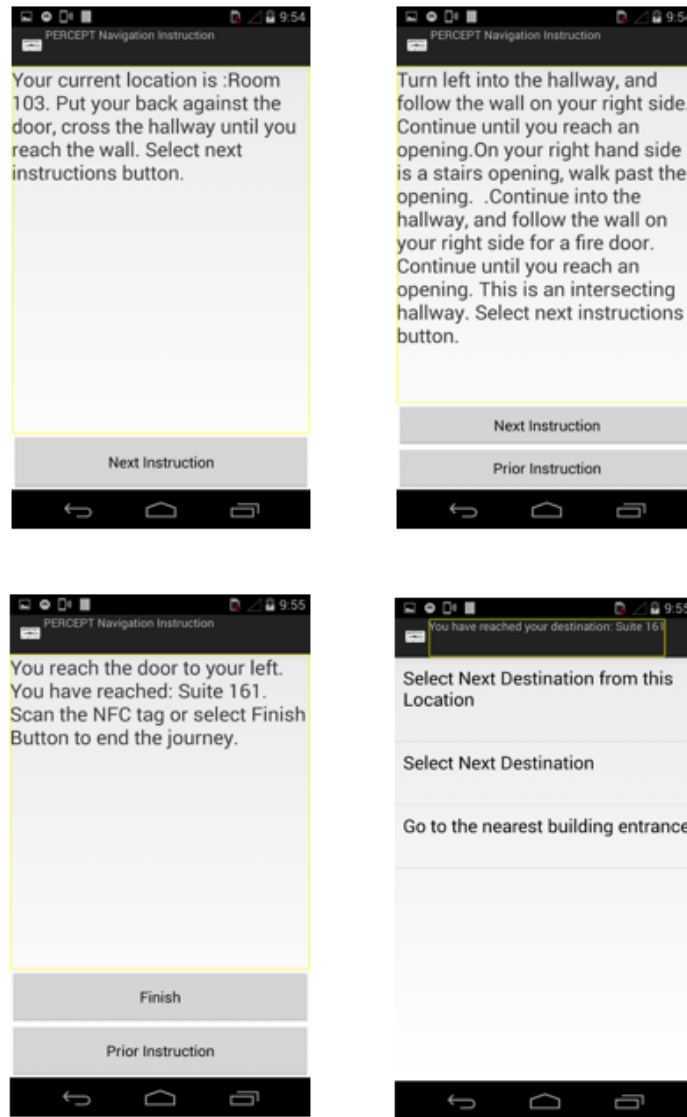 9:54
PERCEPT Navigation Instruction
Your current location is :Room
103. Put your back against the
door, cross the hallway until you
reach the wall. Select next
instructions button.
Next Instruction
9:54
PERCEPT Navigation Instruction
Turn left into the hallway, and
follow the wall on your right side.
Continue until you reach an
opening.On your right hand side
is a stairs opening, walk past the
opening.  .Continue into the
hallway, and follow the wall on
your right side for a fire door.
Continue until you reach an
opening. This is an intersecting
hallway. Select next instructions
button.
Next Instruction
Prior Instruction
9:55
PERCEPT Navigation Instruction
You reach the door to your left.
You have reached: Suite 161.
Scan the NFC tag or select Finish
Button to end the journey.
Finish
Prior Instruction
9:55
You have reached your destination: Suite 161
Select Next Destination from this
Location
Select Next Destination
Go to the nearest building entrance